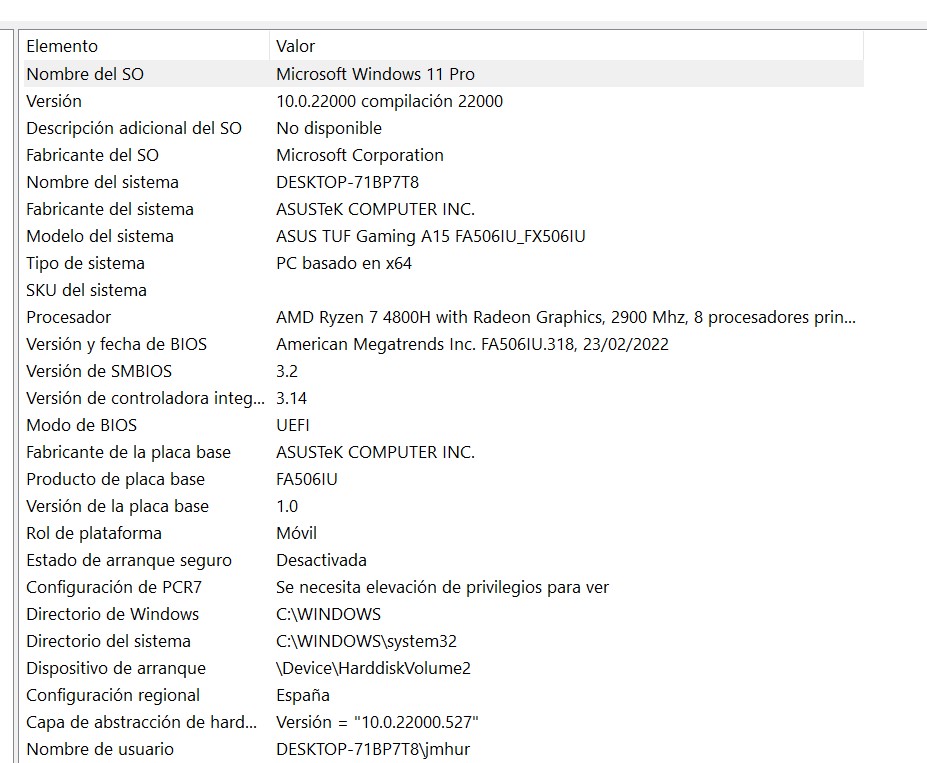 Elemento Valor
Nombre del SO Microsoft Windows 11 Pro
Versión 10.0.22000 compilación 22000
Descripción adicional del SO No disponible
Fabricante del SO Microsoft Corporation
Nombre del sistema DESKTOP-71BP7T8
Fabricante del sistema ASUSTeK COMPUTER INC.
Modelo del sistema ASUS TUF Gaming A15 FA506IU_FX506IU
Tipo de sistema PC basado en x64
SKU del sistema
Procesador AMD Ryzen 7 4800H with Radeon Graphics, 2900 Mhz, 8 procesadores prin...
Versión y fecha de BIOS American Megatrends Inc. FA506IU.318, 23/02/2022
Versión de SMBIOS 3.2
Versión de controladora integ... 3.14
Modo de BIOS UEFI
Fabricante de la placa base ASUSTeK COMPUTER INC.
Producto de placa base FA506IU
Versión de la placa base 1.0
Rol de plataforma Móvil
Estado de arranque seguro Desactivada
Configuración de PCR7 Se necesita elevación de privilegios para ver
Directorio de Windows C:\WINDOWS
Directorio del sistema C:\WINDOWS\system32
Dispositivo de arranque \Device\HarddiskVolume2
Configuración regional España
Capa de abstracción de hard... Versión = "10.0.22000.527"
Nombre de usuario DESKTOP-71BP7T8\jmhur